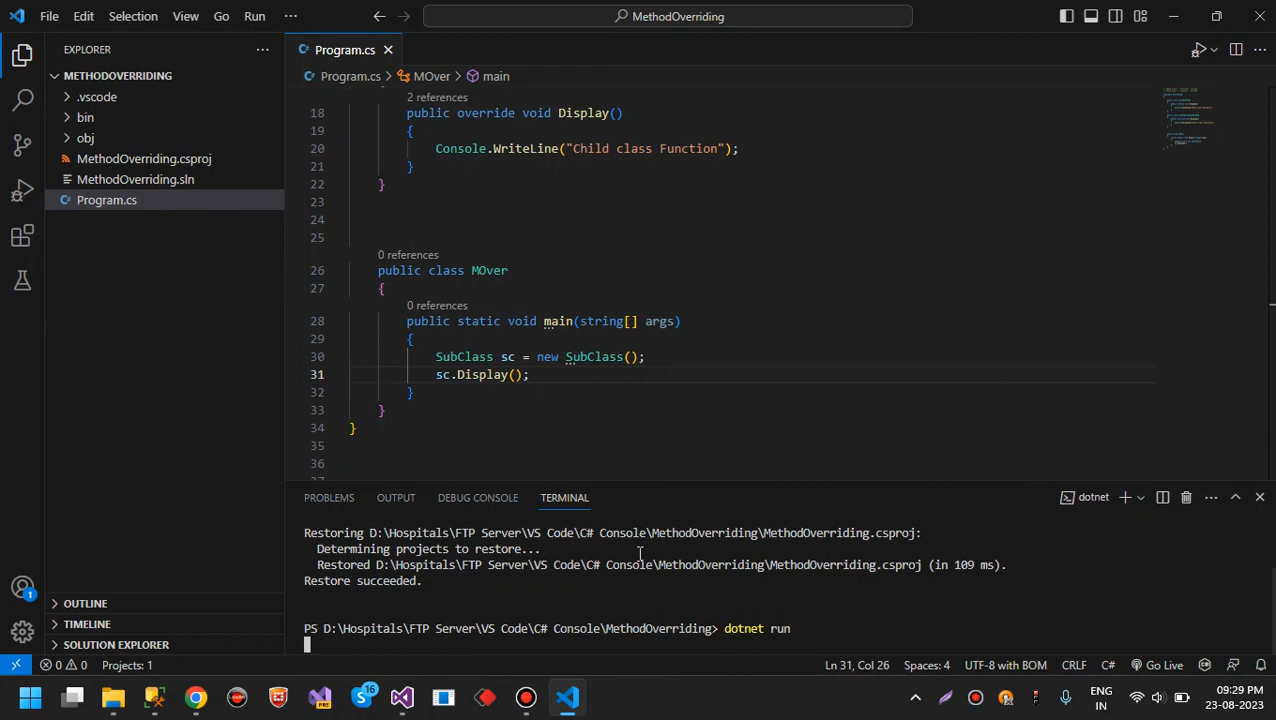 File Edit Selection View Go Run ··· MethodOverriding
EXPLORER ···
METHODOVERRIDING
.vscode
bin
obj
MethodOverriding.csproj
MethodOverriding.sln
Program.cs
OUTLINE
TIMELINE
SOLUTION EXPLORER
Program.cs
Program.cs > MOver > main
2 references
18 public override void Display()
19 {
20 Console.WriteLine("Child class Function");
21 }
22 }
23
24
25
0 references
26 public class MOver
27 {
0 references
28 public static void main(string[] args)
29 {
30 SubClass sc = new SubClass();
31 sc.Display();
32 }
33 }
34 }
35
36
PROBLEMS OUTPUT DEBUG CONSOLE TERMINAL dotnet
Restoring D:\Hospitals\FTP Server\VS Code\C# Console\MethodOverriding\MethodOverriding.csproj:
Determining projects to restore...
Restored D:\Hospitals\FTP Server\VS Code\C# Console\MethodOverriding\MethodOverriding.csproj (in 109 ms).
Restore succeeded.
PS D:\Hospitals\FTP Server\VS Code\C# Console\MethodOverriding> dotnet run
1
0 0 Projects: 1 Ln 31, Col 26 Spaces: 4 UTF-8 with BOM CRLF C# Go Live
PRE 16 ENG 09:29 PM
IN 23-08-2023